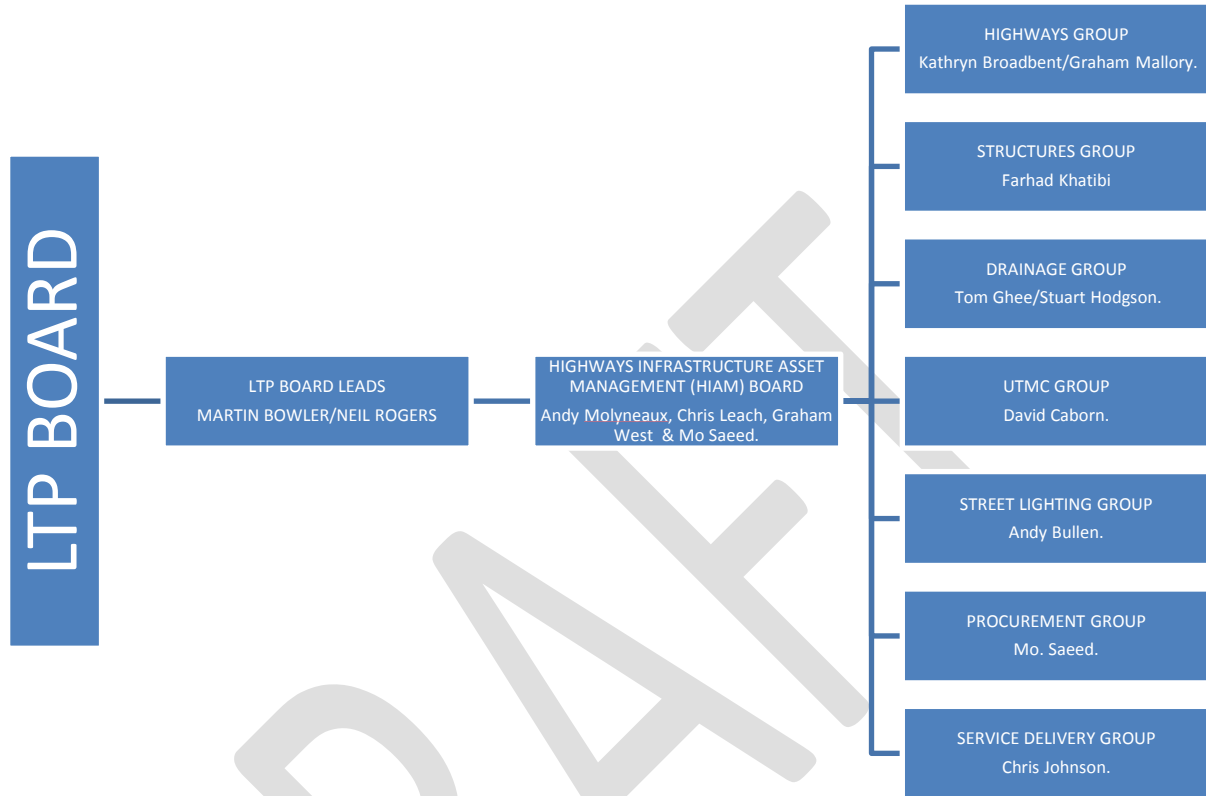 LTP BOARD
LTP BOARD LEADS
MARTIN BOWLER/NEIL ROGERS
HIGHWAYS INFRASTRUCTURE ASSET
MANAGEMENT (HIAM) BOARD
Andy Molyneaux, Chris Leach, Graham
West & Mo Saeed.
HIGHWAYS GROUP
Kathryn Broadbent/Graham Mallory.
STRUCTURES GROUP
Farhad Khatibi
DRAINAGE GROUP
Tom Ghee/Stuart Hodgson.
UTMC GROUP
David Caborn.
STREET LIGHTING GROUP
Andy Bullen.
PROCUREMENT GROUP
Mo. Saeed.
SERVICE DELIVERY GROUP
Chris Johnson.
DRAFT